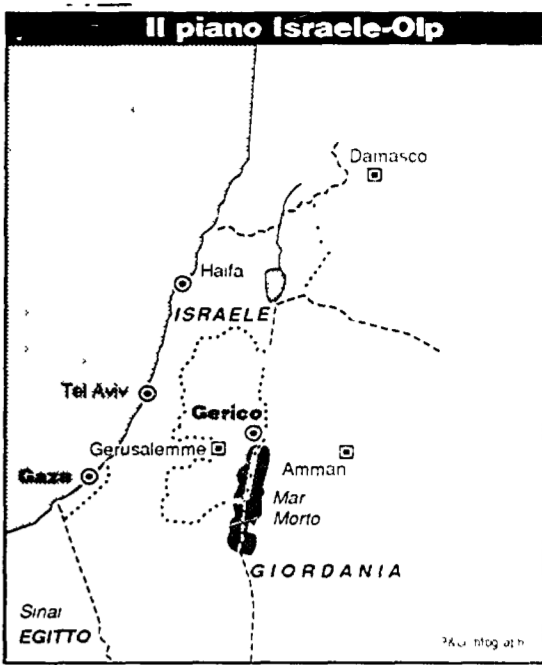 Il piano Israele-Olp
Damasco
Haifa
ISRAELE
Tel Aviv
Gerico
Gerusalemme
Gaza
Amman
Mar
Morto
GIORDANIA
Sinai
EGITTO